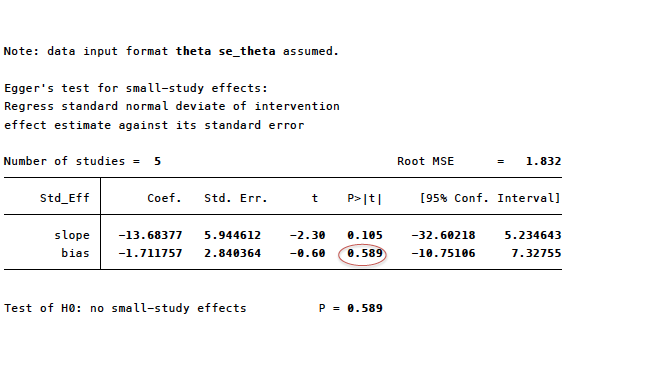 Note: data input format theta se_theta assumed.
Egger's test for small-study effects:
Regress standard normal deviate of intervention
effect estimate against its standard error
Number of studies = 5 Root MSE = 1.832
Std_Eff Coef. Std. Err. t P>|t| [95% Conf. Interval]
slope -13.68377 5.944612 -2.30 0.105 -32.60218 5.234643
bias -1.711757 2.840364 -0.60 0.589 -10.75106 7.32755
Test of H0: no small-study effects P = 0.589